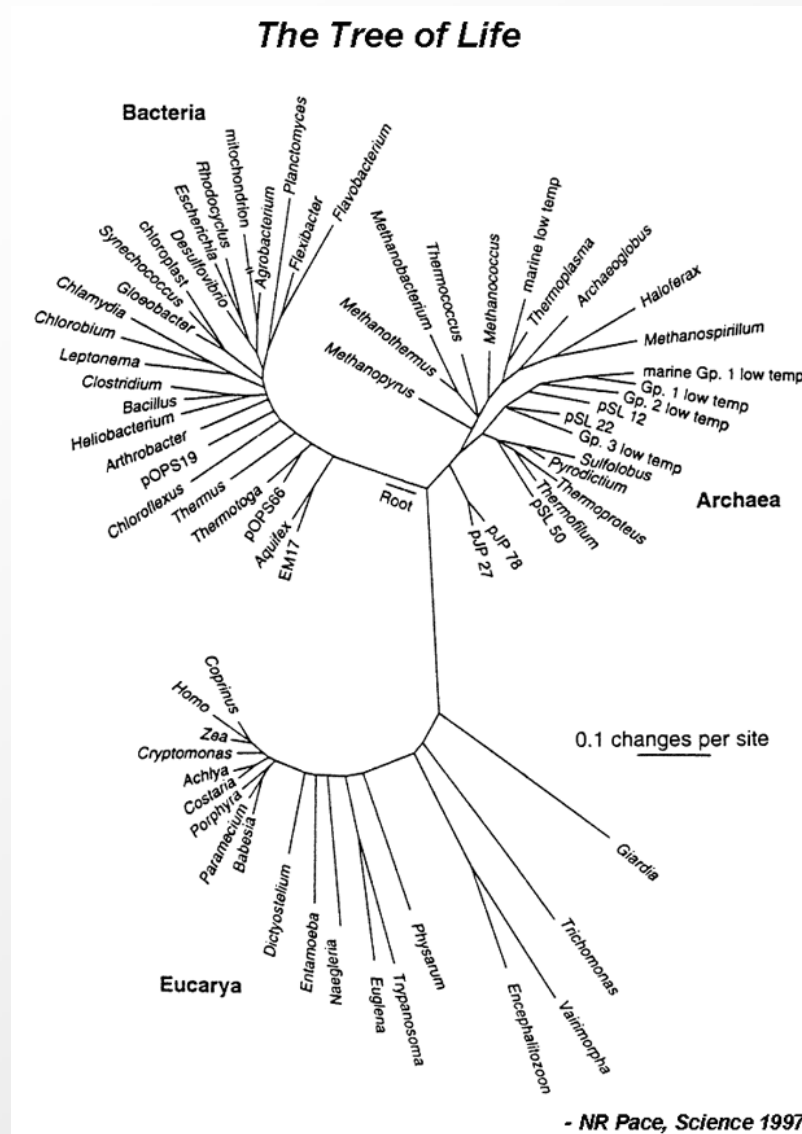 The Tree of Life
Bacteria
mitochondrion
Rhodocyclus
Escherichia
Desulfovibrio
Agrobacterium
Planctomyces
Flexibacter
Flavobacterium
chloroplast
Synechococcus
Gloeobacter
Chlamydia
Chlorobium
Leptonema
Clostridium
Bacillus
Heliobacterium
Arthrobacter
pOPS19
Chloroflexus
Thermus
Thermotoga
pOPS66
Aquifex
EM17
Root
Methanopyrus
Methanothermus
Methanobacterium
Thermococcus
Methanococcus
marine low temp
Thermoplasma
Archaeoglobus
Haloferax
Methanospirillum
marine Gp. 1 low temp
Gp. 1 low temp
Gp. 2 low temp
pSL 12
pSL 22
Gp. 3 low temp
Sulfolobus
Pyrodictium
Thermoproteus
Thermofilum
pSL 50
pJP 78
pJP 27
Archaea
Coprinus
Homo
Zea
Cryptomonas
Achlya
Costaria
Porphyra
Paramecium
Babesia
Dictyostelium
Entamoeba
Naegleria
Euglena
Trypanosoma
Physarum
Encephalitozoon
Vairimorpha
Trichomonas
Giardia
0.1 changes per site
Eucarya
- NR Pace, Science 1997